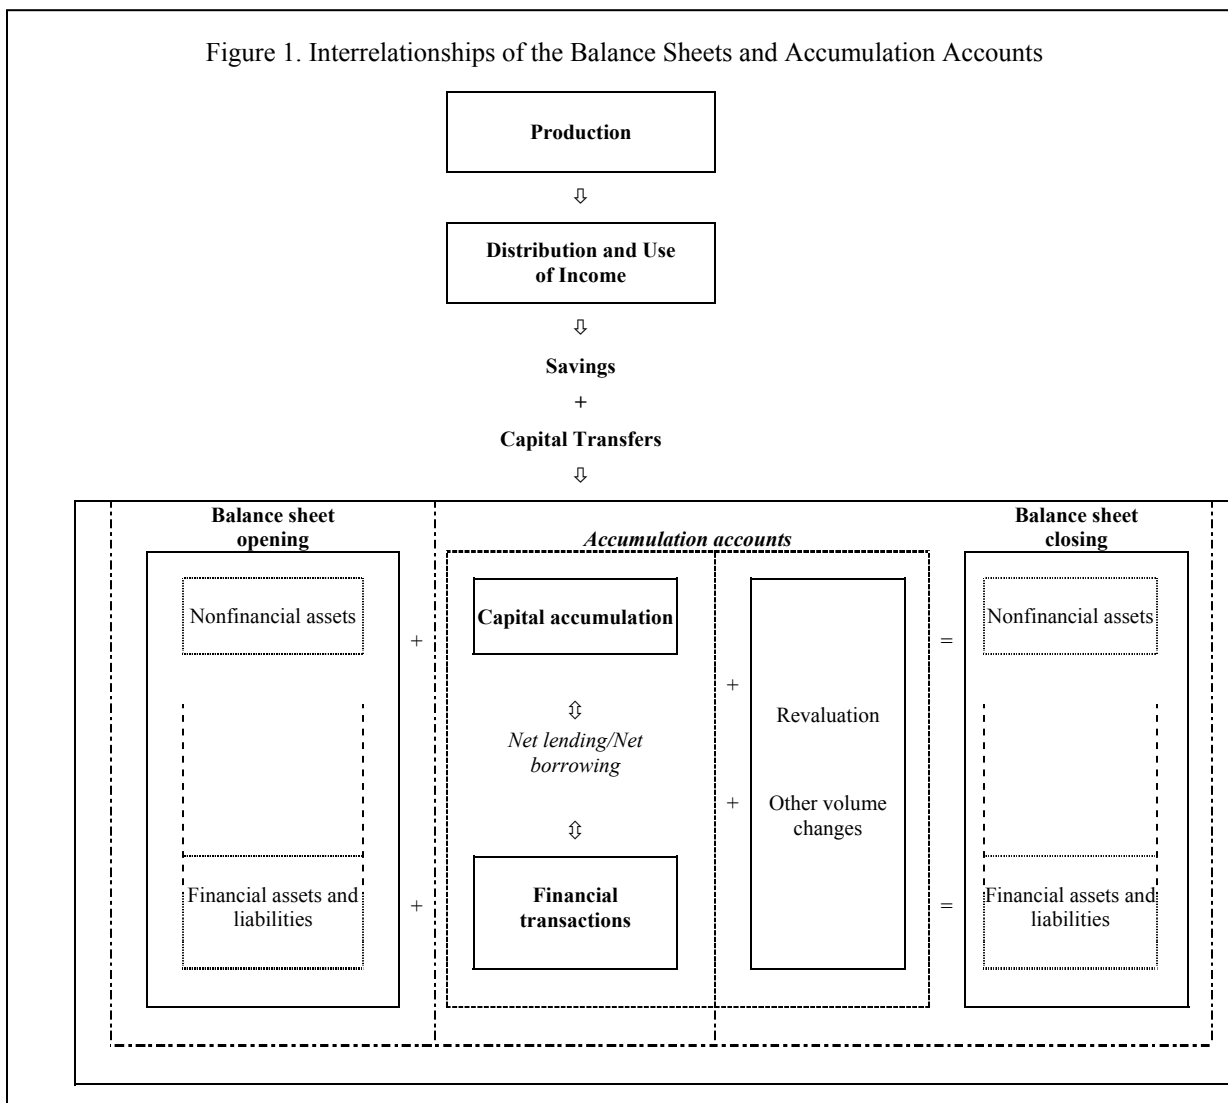 Figure 1. Interrelationships of the Balance Sheets and Accumulation Accounts
Production
⇩
Distribution and Use
of Income
⇩
Savings
+
Capital Transfers
⇩
Balance sheet
opening
Accumulation accounts
Balance sheet
closing
Nonfinancial assets
+
Capital accumulation
=
Nonfinancial assets
+
Revaluation
⇳
Net lending/Net
borrowing
+
Other volume
changes
⇳
Financial assets and
liabilities
+
Financial
transactions
=
Financial assets and
liabilities